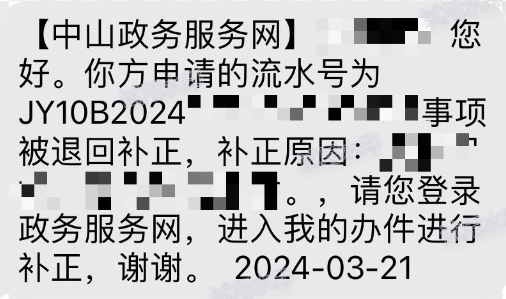 【中山政务服务网】 您
好。你方申请的流水号为
JY10B2024 事项
被退回补正，补正原因：
。，请您登录
政务服务网，进入我的办件进行
补正，谢谢。 2024-03-21